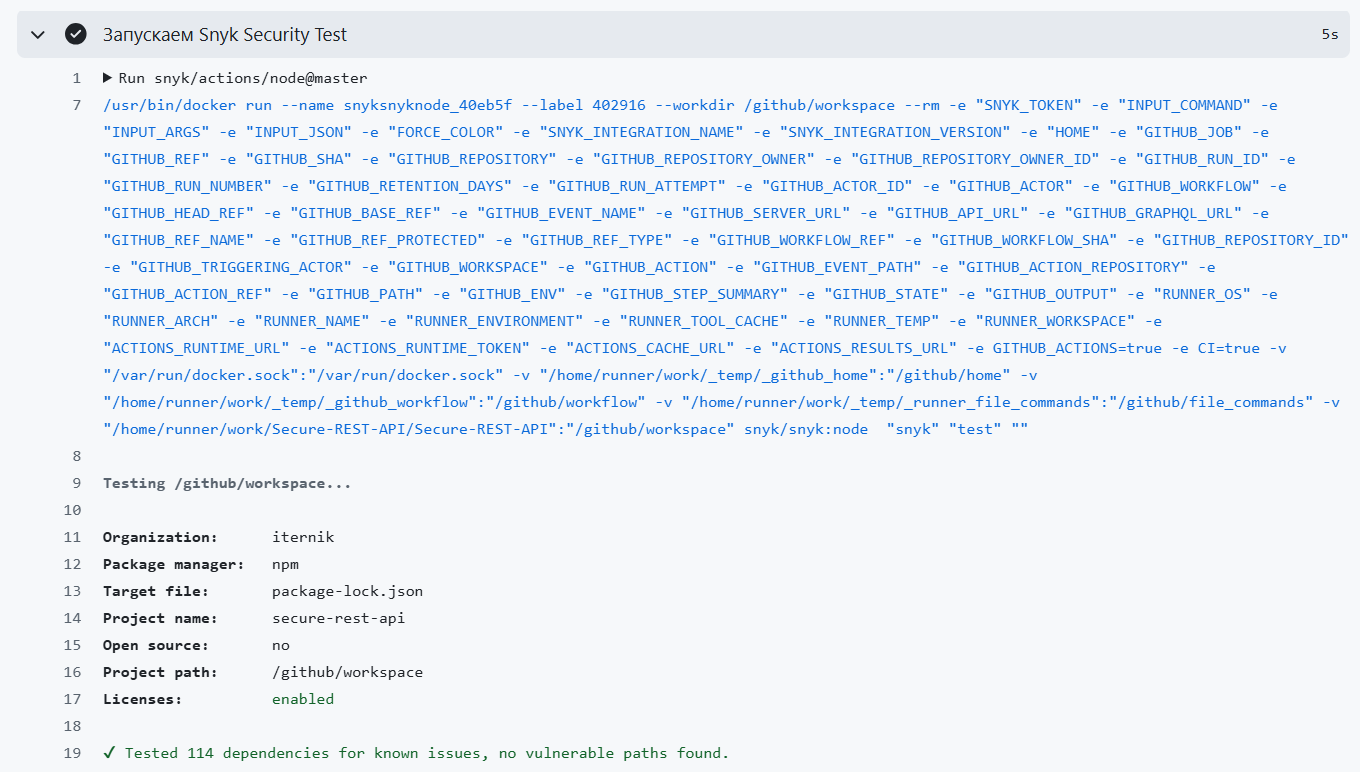 Запускаем Snyk Security Test 5s
1 Run snyk/actions/node@master
7 /usr/bin/docker run --name snyksnyknode_40eb5f --label 402916 --workdir /github/workspace --rm -e "SNYK_TOKEN" -e "INPUT_COMMAND" -e
"INPUT_ARGS" -e "INPUT_JSON" -e "FORCE_COLOR" -e "SNYK_INTEGRATION_NAME" -e "SNYK_INTEGRATION_VERSION" -e "HOME" -e "GITHUB_JOB" -e
"GITHUB_REF" -e "GITHUB_SHA" -e "GITHUB_REPOSITORY" -e "GITHUB_REPOSITORY_OWNER" -e "GITHUB_REPOSITORY_OWNER_ID" -e "GITHUB_RUN_ID" -e
"GITHUB_RUN_NUMBER" -e "GITHUB_RETENTION_DAYS" -e "GITHUB_RUN_ATTEMPT" -e "GITHUB_ACTOR_ID" -e "GITHUB_ACTOR" -e "GITHUB_WORKFLOW" -e
"GITHUB_HEAD_REF" -e "GITHUB_BASE_REF" -e "GITHUB_EVENT_NAME" -e "GITHUB_SERVER_URL" -e "GITHUB_API_URL" -e "GITHUB_GRAPHQL_URL" -e
"GITHUB_REF_NAME" -e "GITHUB_REF_PROTECTED" -e "GITHUB_REF_TYPE" -e "GITHUB_WORKFLOW_REF" -e "GITHUB_WORKFLOW_SHA" -e "GITHUB_REPOSITORY_ID"
-e "GITHUB_TRIGGERING_ACTOR" -e "GITHUB_WORKSPACE" -e "GITHUB_ACTION" -e "GITHUB_EVENT_PATH" -e "GITHUB_ACTION_REPOSITORY" -e
"GITHUB_ACTION_REF" -e "GITHUB_PATH" -e "GITHUB_ENV" -e "GITHUB_STEP_SUMMARY" -e "GITHUB_STATE" -e "GITHUB_OUTPUT" -e "RUNNER_OS" -e
"RUNNER_ARCH" -e "RUNNER_NAME" -e "RUNNER_ENVIRONMENT" -e "RUNNER_TOOL_CACHE" -e "RUNNER_TEMP" -e "RUNNER_WORKSPACE" -e
"ACTIONS_RUNTIME_URL" -e "ACTIONS_RUNTIME_TOKEN" -e "ACTIONS_CACHE_URL" -e "ACTIONS_RESULTS_URL" -e GITHUB_ACTIONS=true -e CI=true -v
"/var/run/docker.sock":"/var/run/docker.sock" -v "/home/runner/work/_temp/_github_home":"/github/home" -v
"/home/runner/work/_temp/_github_workflow":"/github/workflow" -v "/home/runner/work/_temp/_runner_file_commands":"/github/file_commands" -v
"/home/runner/work/Secure-REST-API/Secure-REST-API":"/github/workspace" snyk/snyk:node "snyk" "test" ""
8
9 Testing /github/workspace...
10
11 Organization: iternik
12 Package manager: npm
13 Target file: package-lock.json
14 Project name: secure-rest-api
15 Open source: no
16 Project path: /github/workspace
17 Licenses: enabled
18
19 ✓ Tested 114 dependencies for known issues, no vulnerable paths found.